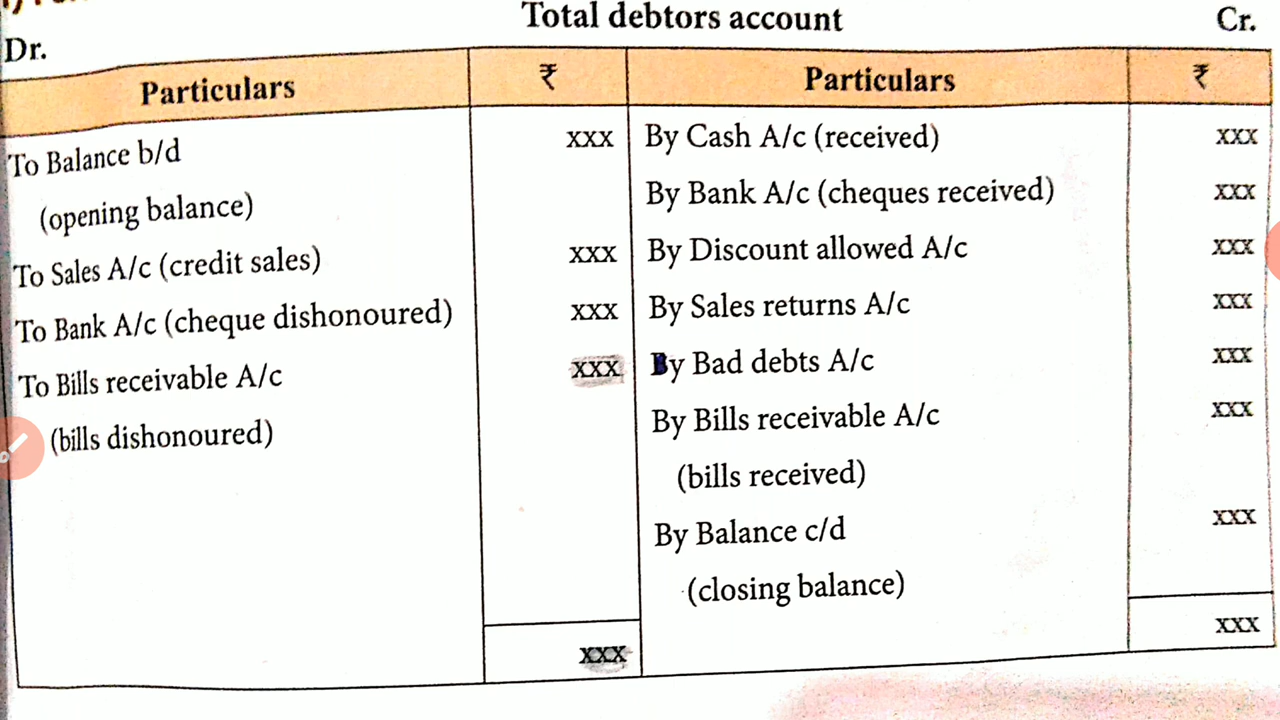 Total debtors account
Dr.
Cr.
Particulars ₹ Particulars ₹
To Balance b/d xxx By Cash A/c (received) xxx
(opening balance) By Bank A/c (cheques received) xxx
To Sales A/c (credit sales) xxx By Discount allowed A/c xxx
To Bank A/c (cheque dishonoured) xxx By Sales returns A/c xxx
To Bills receivable A/c xxx By Bad debts A/c xxx
(bills dishonoured) By Bills receivable A/c xxx
(bills received)
By Balance c/d xxx
(closing balance)
xxx xxx